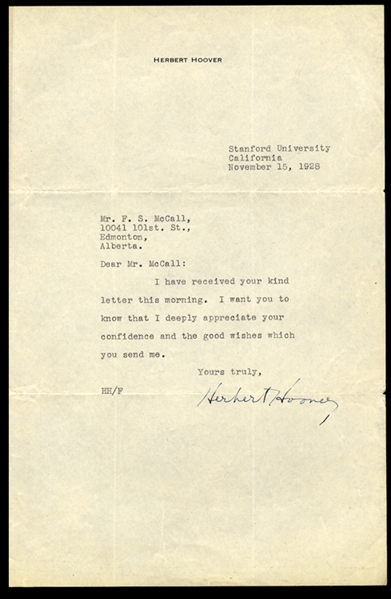 HERBERT HOOVER
Stanford University
California
November 15, 1928
Mr. F. S. McCall,
10041 101st. St.,
Edmonton,
Alberta.
Dear Mr. McCall:
I have received your kind
letter this morning. I want you to
know that I deeply appreciate your
confidence and the good wishes which
you send me.
Yours truly,
HH/F
Herbert Hoover